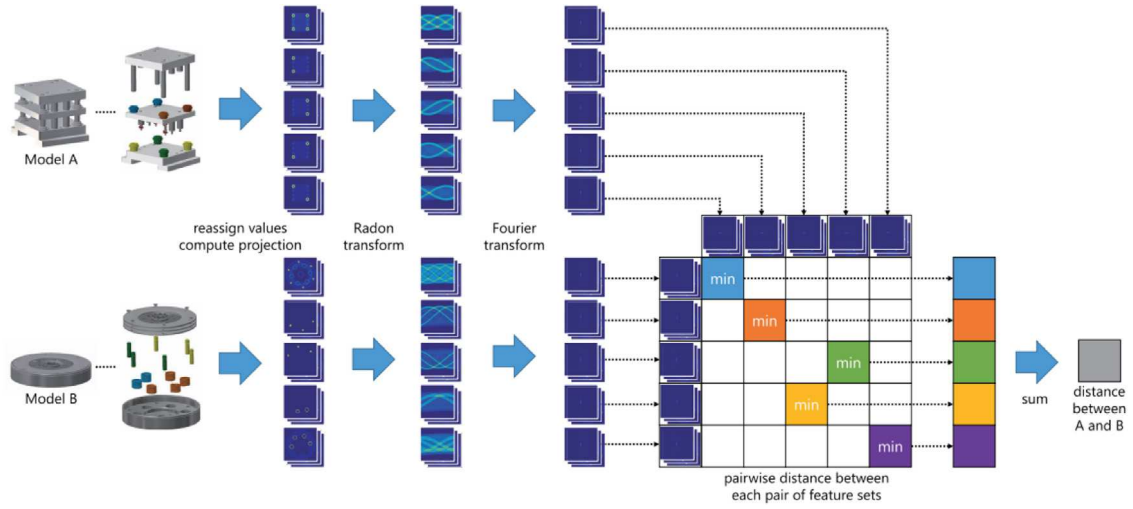 Model A
reassign values
compute projection
Radon
transform
Fourier
transform
min
min
min
min
min
Model B
sum
distance
between
A and B
pairwise distance between
each pair of feature sets